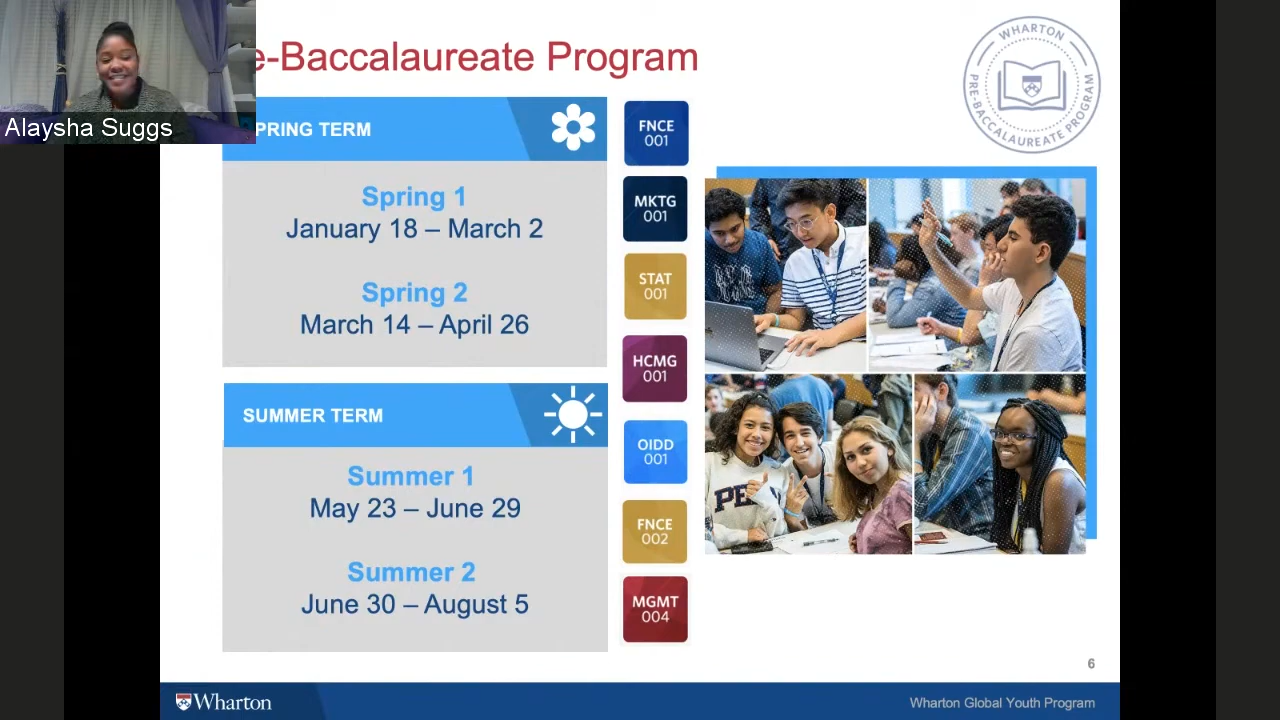 e-Baccalaureate Program
Alaysha Suggs
PRING TERM
Spring 1
January 18 – March 2
Spring 2
March 14 – April 26
SUMMER TERM
Summer 1
May 23 – June 29
Summer 2
June 30 – August 5
FNCE
001
MKTG
001
STAT
001
HCMG
001
OIDD
001
FNCE
002
MGMT
004
WHARTON
PRE-BACCALAUREATE PROGRAM
PEN
6
Wharton
Wharton Global Youth Program